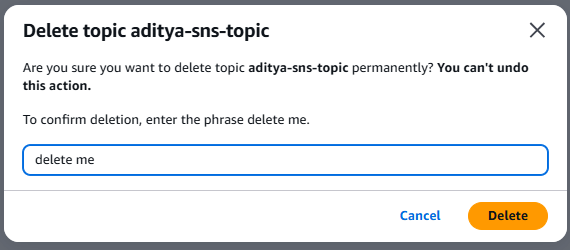 Delete topic aditya-sns-topic
Are you sure you want to delete topic aditya-sns-topic permanently? You can't undo
this action.
To confirm deletion, enter the phrase delete me.
delete me
Cancel
Delete